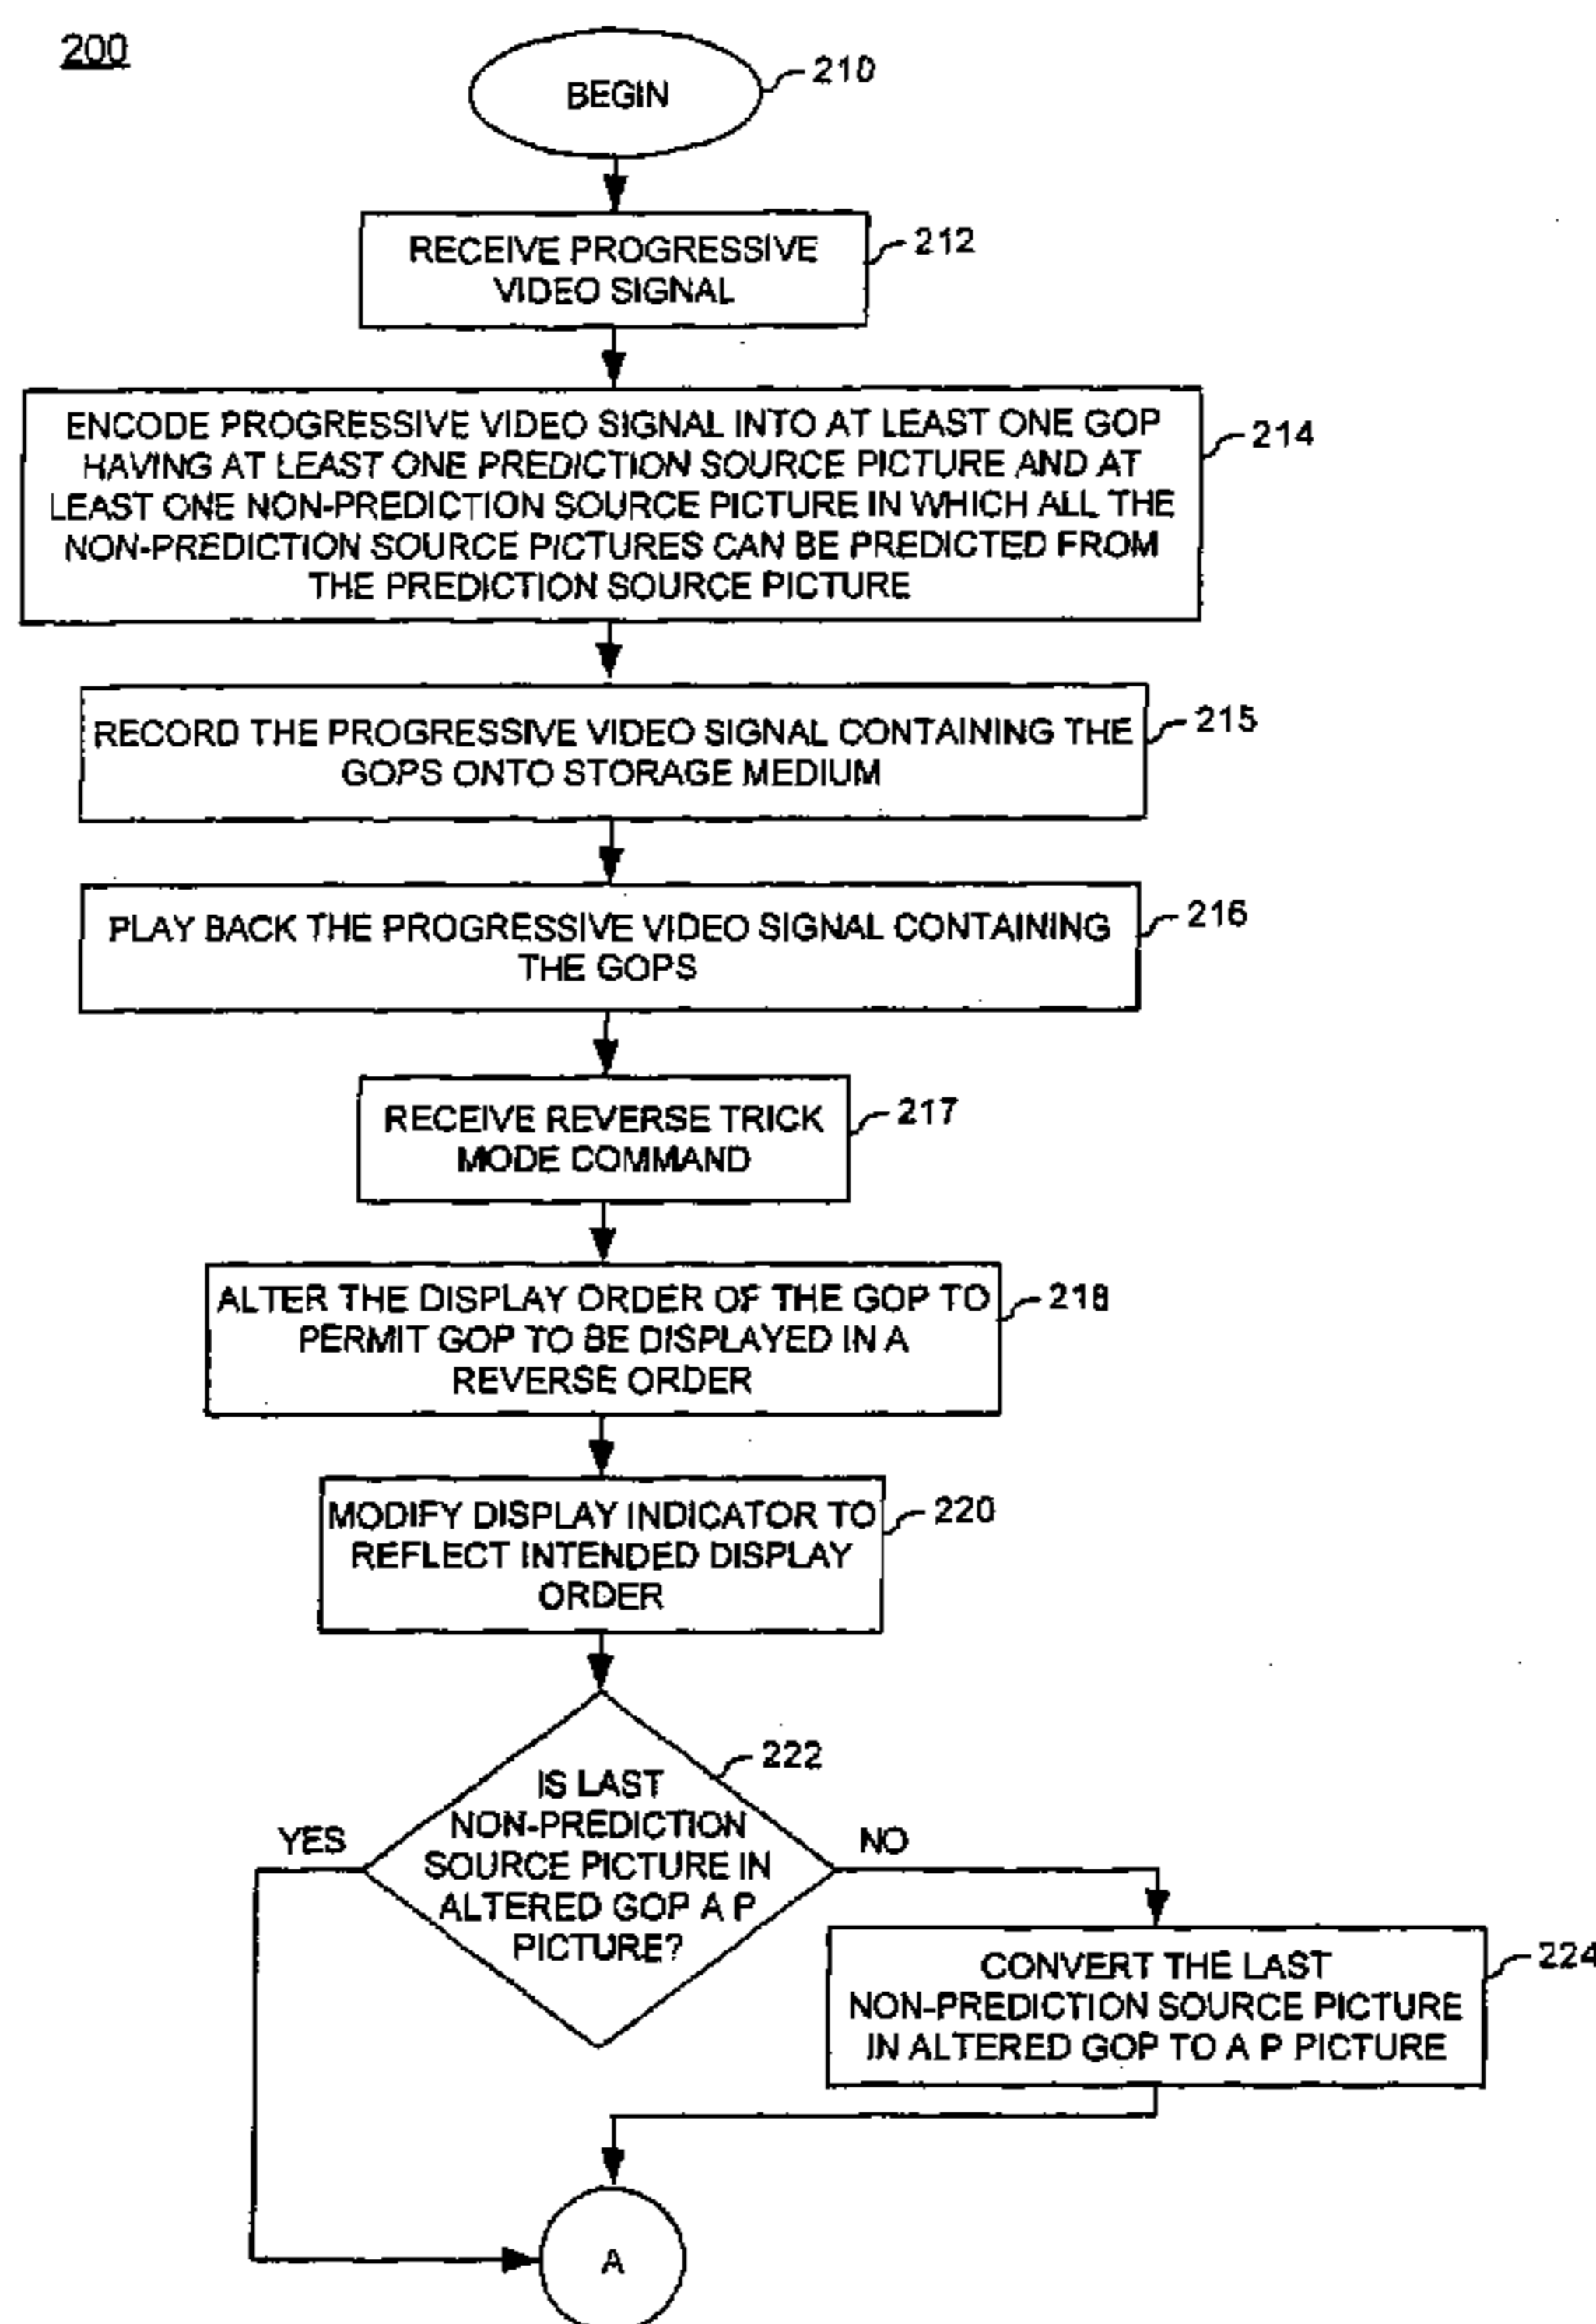 200
BEGIN
210
RECEIVE PROGRESSIVE
VIDEO SIGNAL
212
ENCODE PROGRESSIVE VIDEO SIGNAL INTO AT LEAST ONE GOP
HAVING AT LEAST ONE PREDICTION SOURCE PICTURE AND AT
LEAST ONE NON-PREDICTION SOURCE PICTURE IN WHICH ALL THE
NON-PREDICTION SOURCE PICTURES CAN BE PREDICTED FROM
THE PREDICTION SOURCE PICTURE
214
RECORD THE PROGRESSIVE VIDEO SIGNAL CONTAINING THE
GOPS ONTO STORAGE MEDIUM
215
PLAY BACK THE PROGRESSIVE VIDEO SIGNAL CONTAINING
THE GOPS
216
RECEIVE REVERSE TRICK
MODE COMMAND
217
ALTER THE DISPLAY ORDER OF THE GOP TO
PERMIT GOP TO BE DISPLAYED IN A
REVERSE ORDER
218
MODIFY DISPLAY INDICATOR TO
REFLECT INTENDED DISPLAY
ORDER
220
IS LAST
NON-PREDICTION
SOURCE PICTURE IN
ALTERED GOP A P
PICTURE?
222
YES
NO
CONVERT THE LAST
NON-PREDICTION SOURCE PICTURE
IN ALTERED GOP TO A P PICTURE
224
A